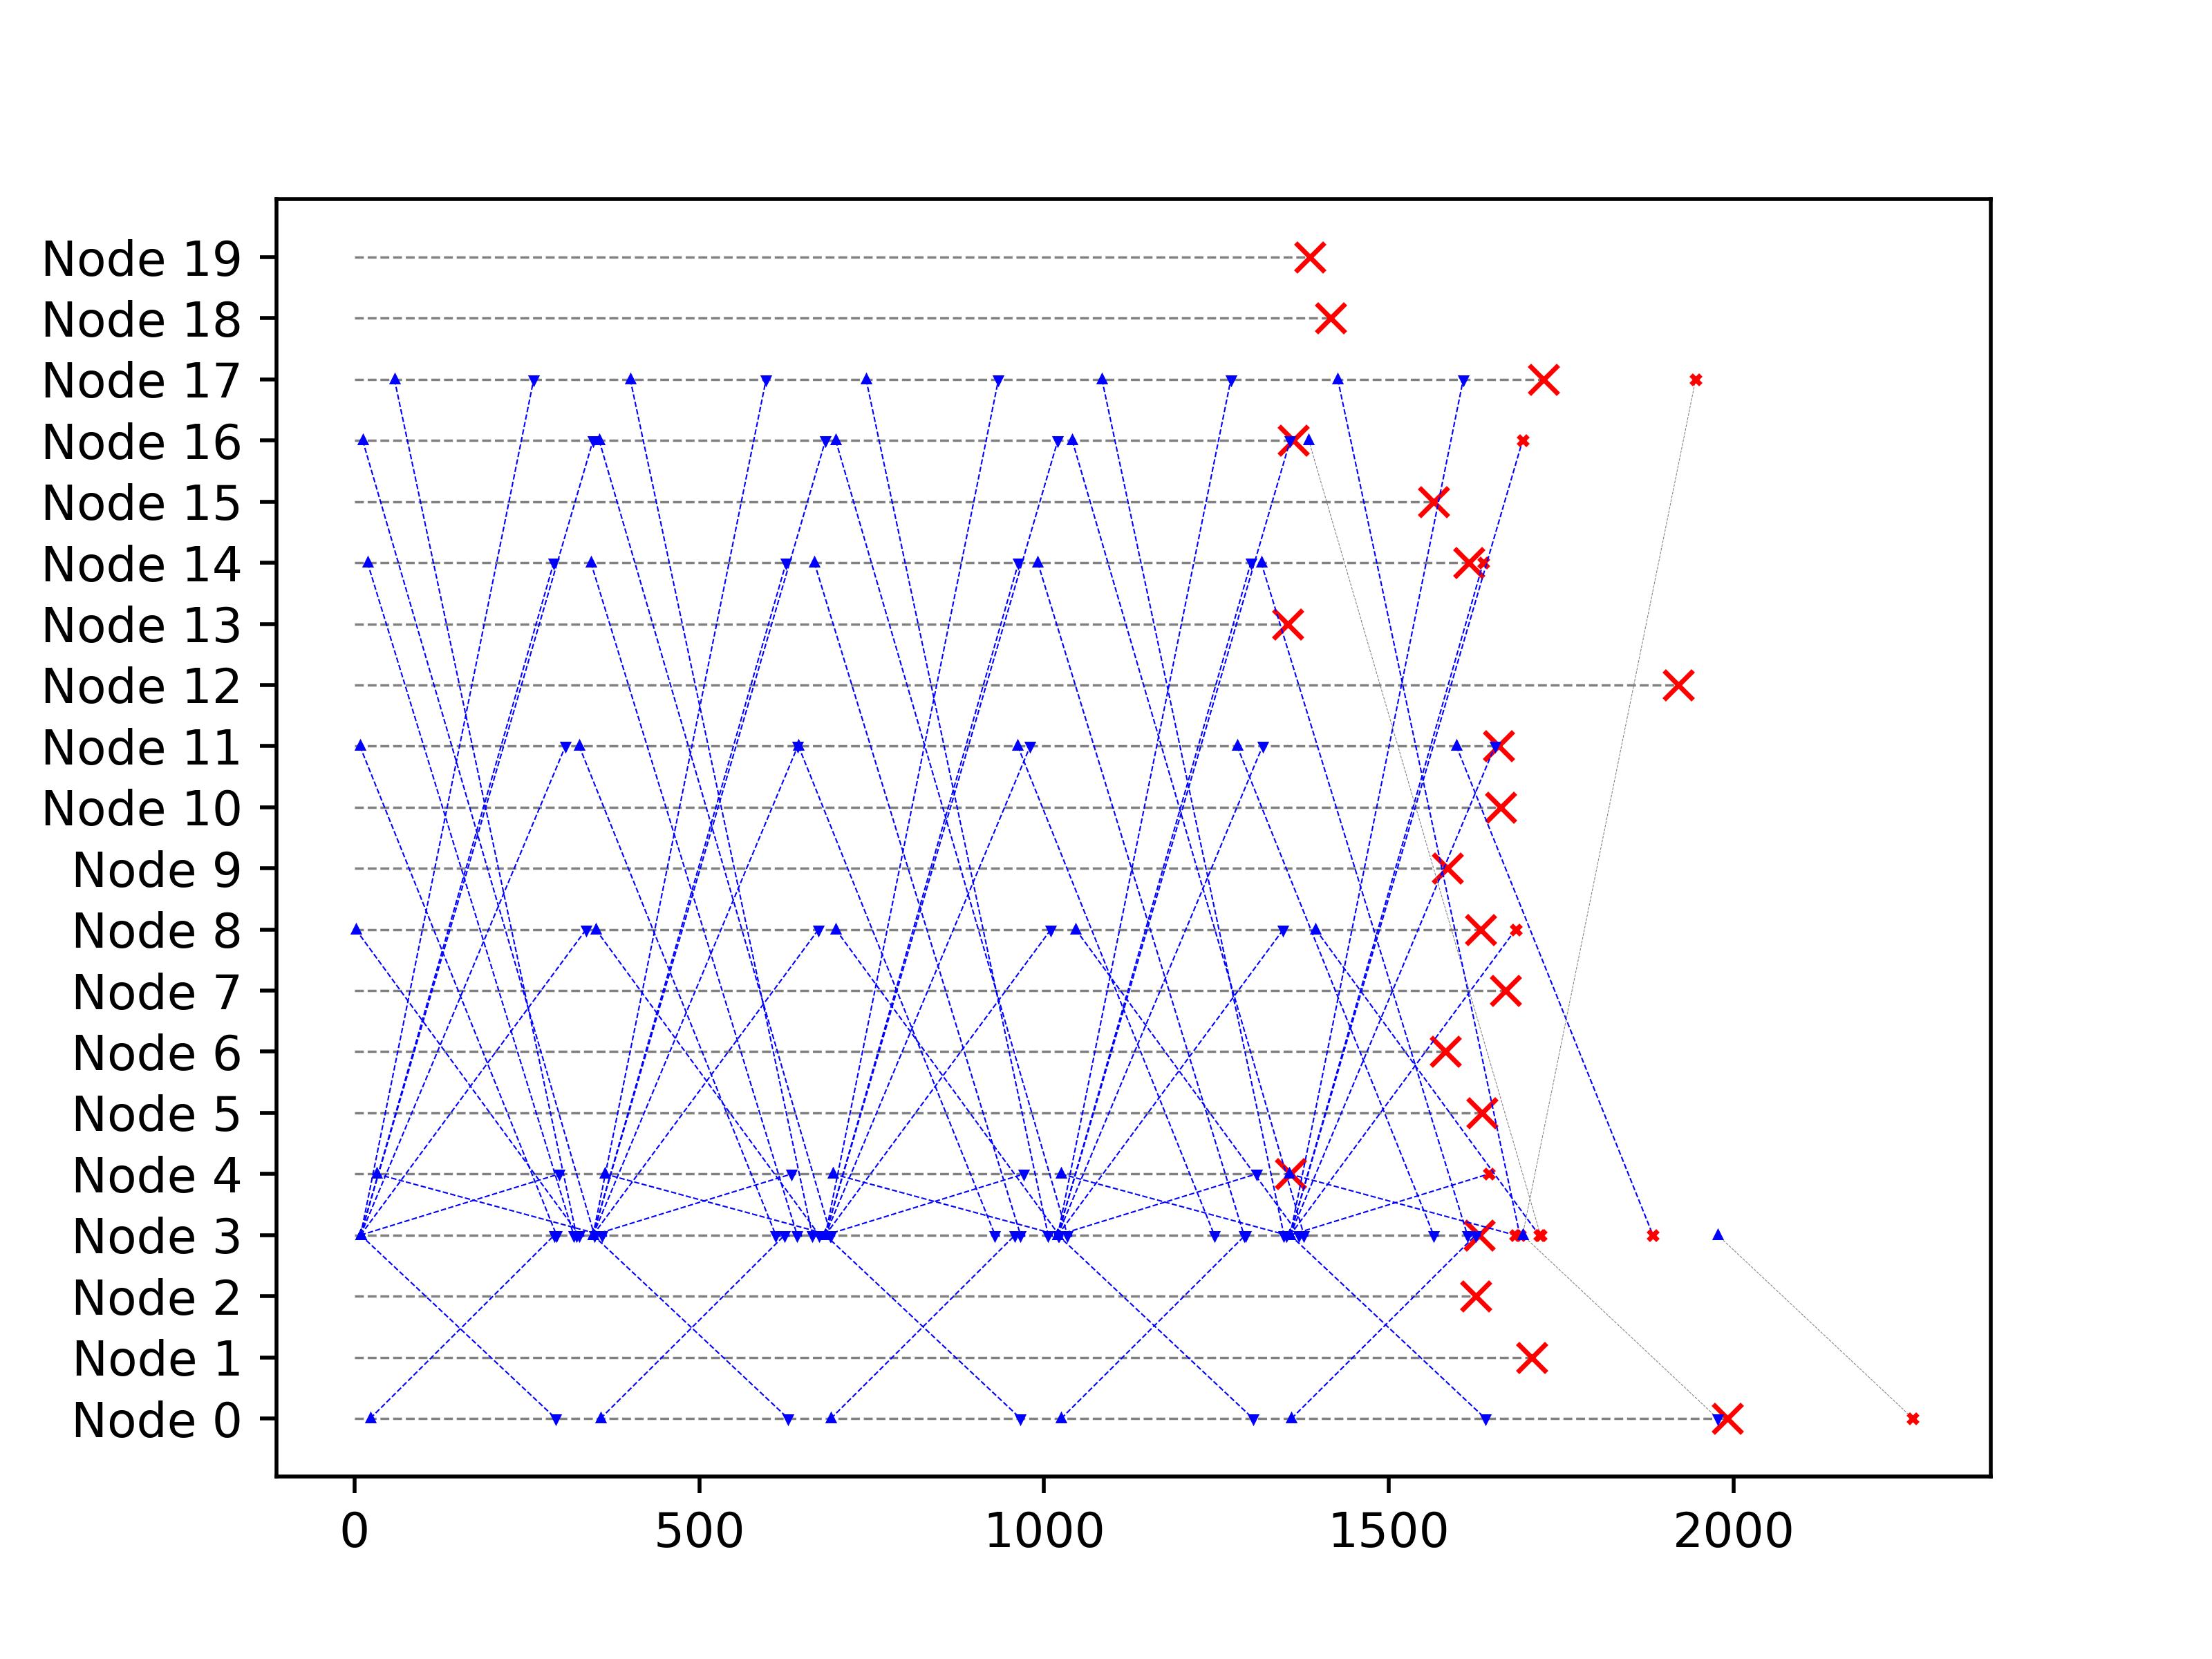 Node 19
Node 18
Node 17
Node 16
Node 15
Node 14
Node 13
Node 12
Node 11
Node 10
Node 9
Node 8
Node 7
Node 6
Node 5
Node 4
Node 3
Node 2
Node 1
Node 0
0 500 1000 1500 2000